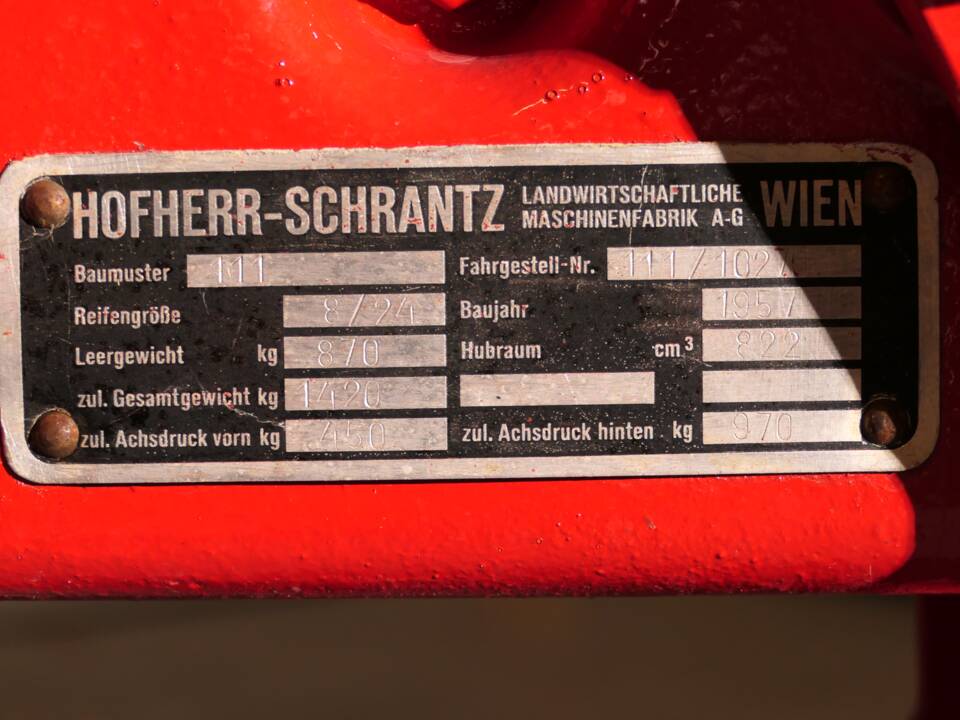 HOFHERR-SCHRANTZ LANDWIRTSCHAFTLICHE MASCHINENFABRIK A-G WIEN
Baumuster 111 Fahrgestell-Nr.
Reifengröße 8/24 Baujahr 1957
Leergewicht kg 870 Hubraum cm³ 822
zul. Gesamtgewicht kg 1420
zul. Achsdruck vorn kg 450 zul. Achsdruck hinten kg 970